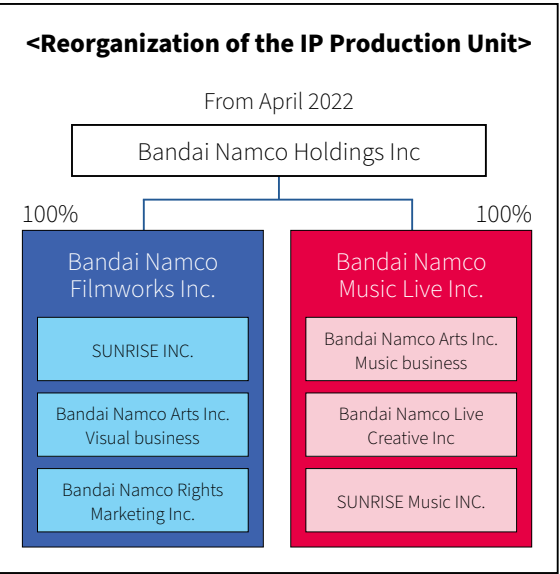 <Reorganization of the IP Production Unit>
From April 2022
Bandai Namco Holdings Inc
100%
100%
Bandai Namco
Filmworks Inc.
SUNRISE INC.
Bandai Namco Arts Inc.
Visual business
Bandai Namco Rights
Marketing Inc.
Bandai Namco
Music Live Inc.
Bandai Namco Arts Inc.
Music business
Bandai Namco Live
Creative Inc
SUNRISE Music INC.